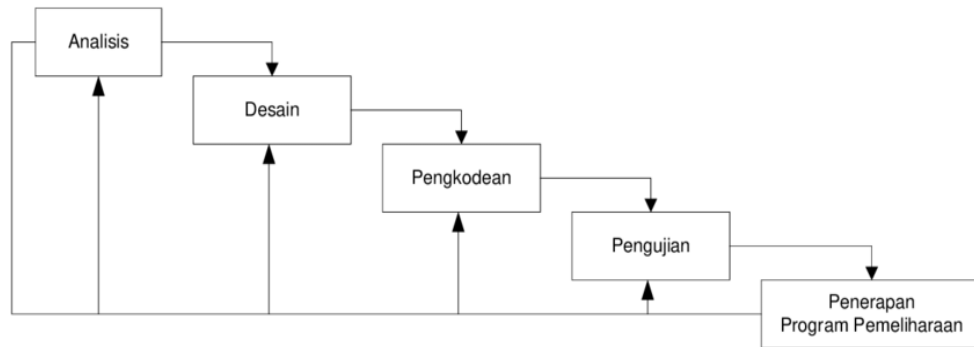 Analisis
Desain
Pengkodean
Pengujian
Penerapan
Program Pemeliharaan